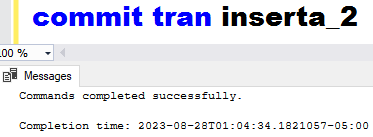 commit tran inserta_2
.00 %
Messages
Commands completed successfully.
Completion time: 2023-08-28T01:04:34.1821057-05:00